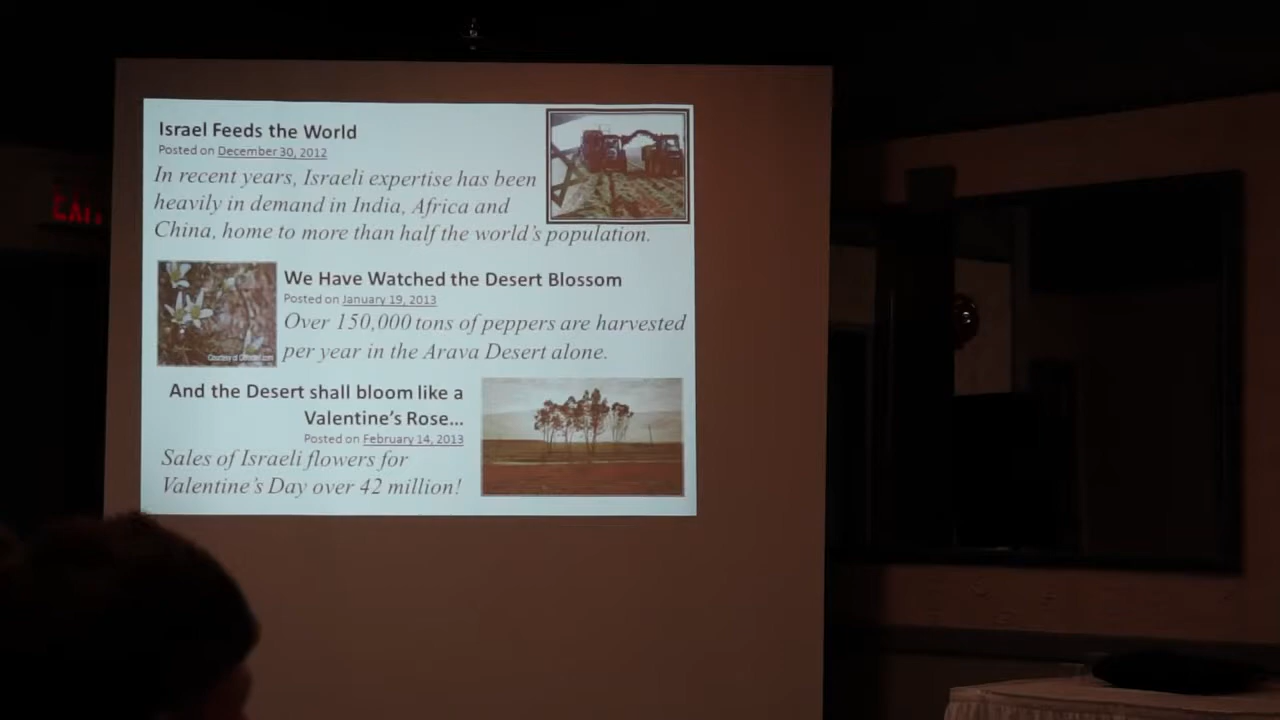 Israel Feeds the World
Posted on December 30, 2012
In recent years, Israeli expertise has been
heavily in demand in India, Africa and
China, home to more than half the world's population.
We Have Watched the Desert Blossom
Posted on January 19, 2013
Over 150,000 tons of peppers are harvested
per year in the Arava Desert alone.
And the Desert shall bloom like a
Valentine's Rose...
Posted on February 14, 2013
Sales of Israeli flowers for
Valentine's Day over 42 million!
EXIT
Courtesy of